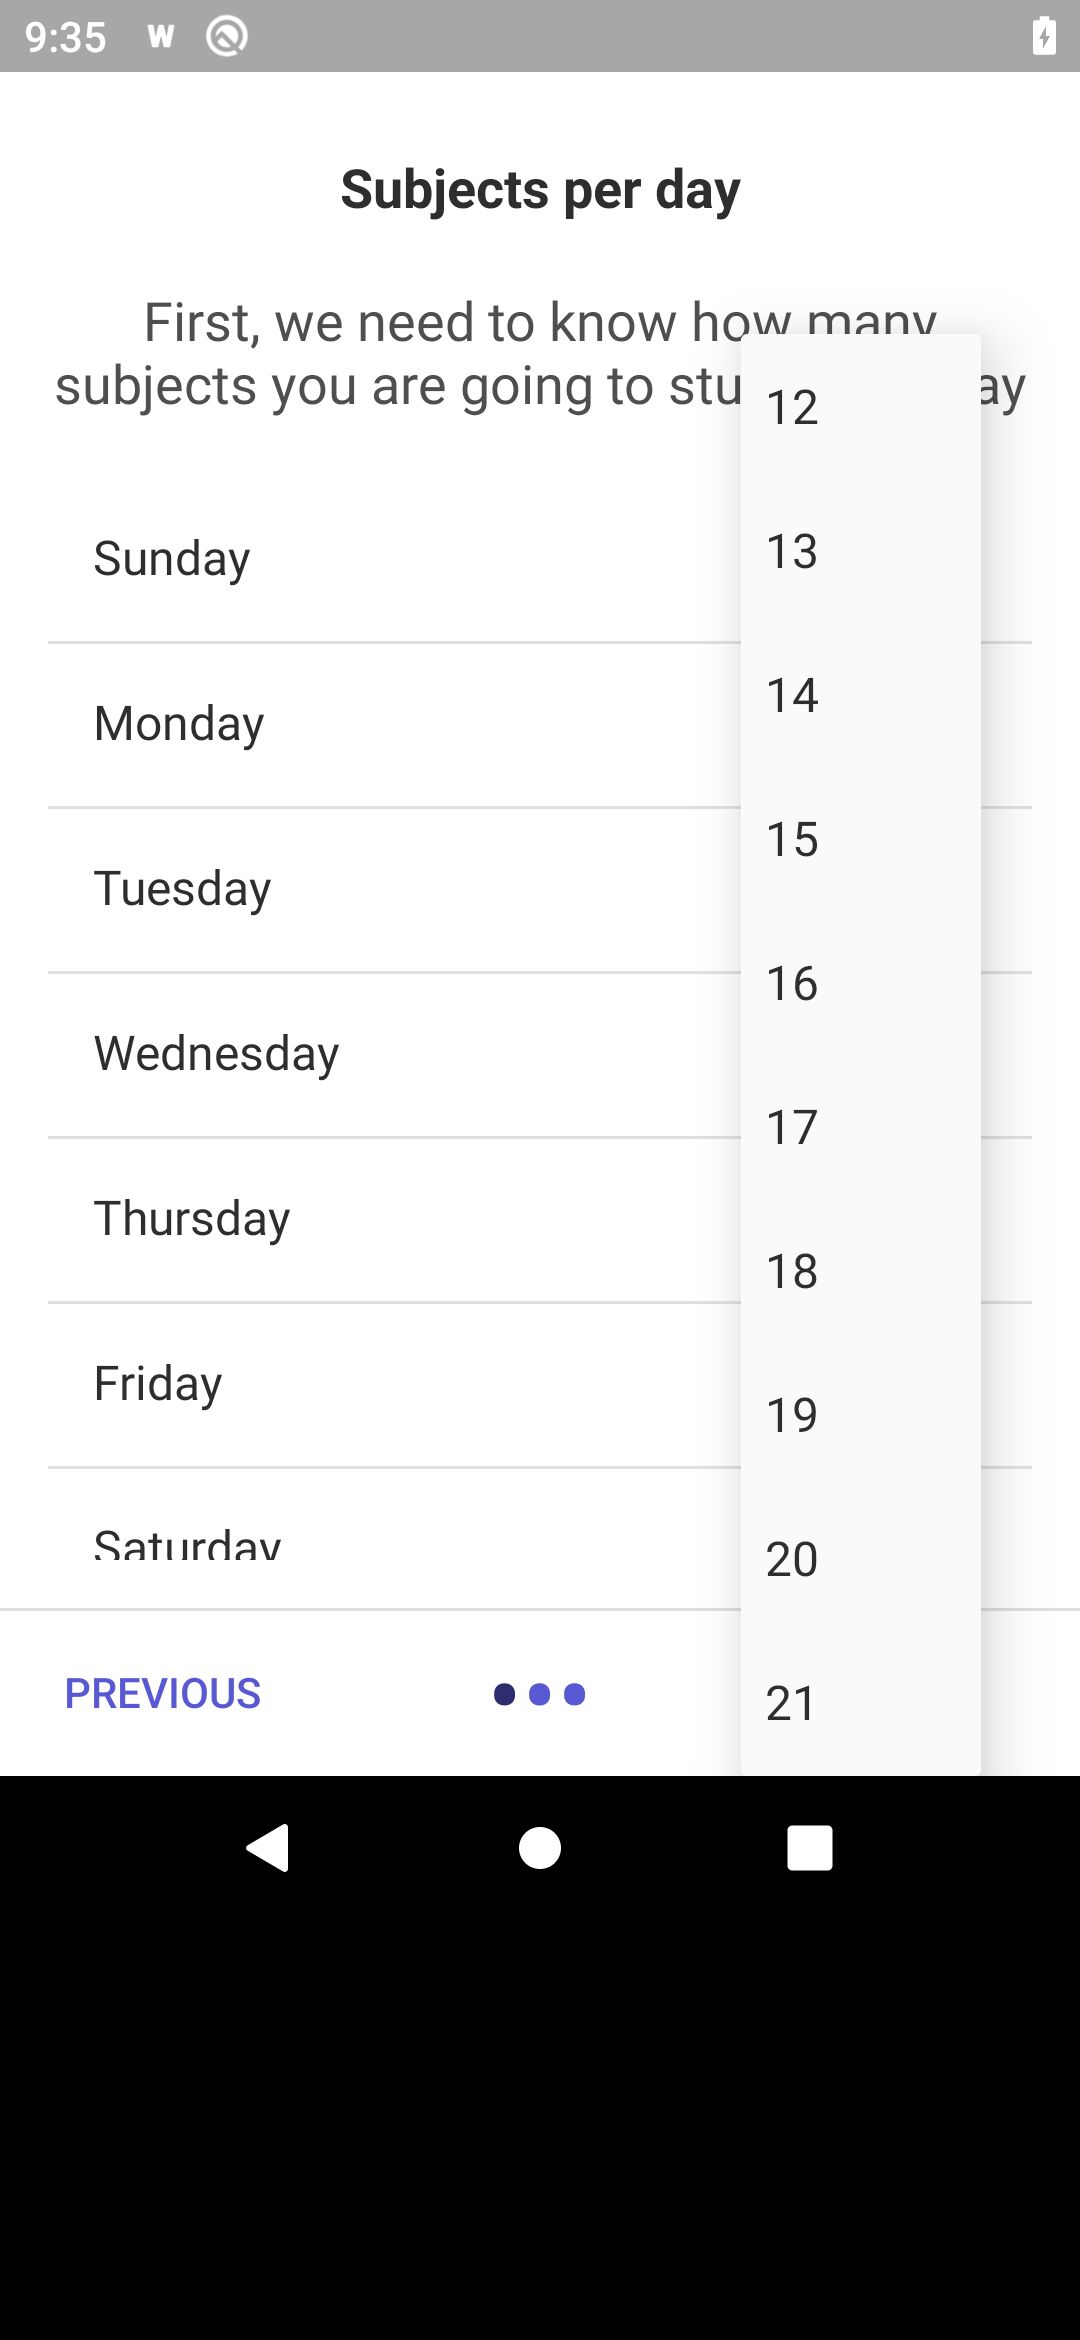 9:35
Subjects per day
First, we need to know how many
subjects you are going to stu ay
12
13
Sunday
14
Monday
15
Tuesday
16
Wednesday
17
Thursday
18
Friday
19
Saturday
20
PREVIOUS
21